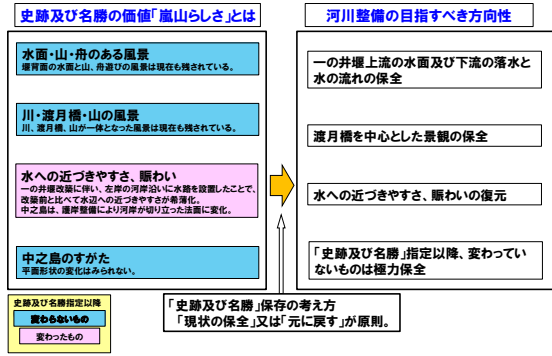 史跡及び名勝の価値「嵐山らしさ」とは
水面・山・舟のある風景
堰背面の水面と山、舟遊びの風景は現在も残されている。
川・渡月橋・山の風景
川、渡月橋、山が一体となった風景は現在も残されている。
水への近づきやすさ、賑わい
一の井堰改築に伴い、左岸の河岸沿いに水路を設置したことで、
改築前と比べて水辺への近づきやすさが希薄化。
中之島は、護岸整備により河岸が切り立った法面に変化。
中之島のすがた
平面形状の変化はみられない。
史跡及び名勝指定以降
変わらないもの
変わったもの
河川整備の目指すべき方向性
一の井堰上流の水面及び下流の落水と
水の流れの保全
渡月橋を中心とした景観の保全
水への近づきやすさ、賑わいの復元
「史跡及び名勝」指定以降、変わってい
ないものは極力保全
「史跡及び名勝」保存の考え方
「現状の保全」又は「元に戻す」が原則。